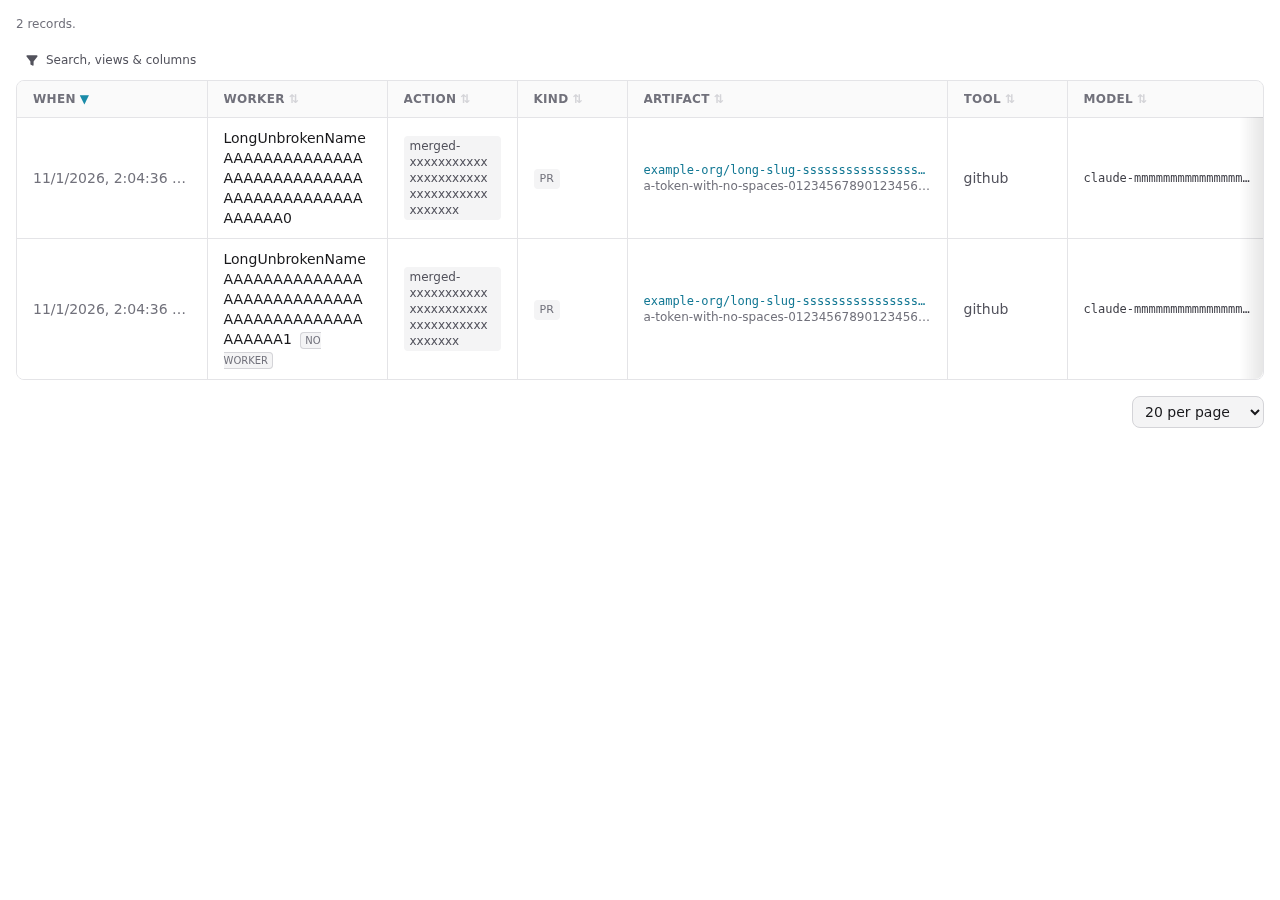 2 records.
Search, views & columns
WHEN ▼ WORKER ⇅ ACTION ⇅ KIND ⇅ ARTIFACT ⇅ TOOL ⇅ MODEL ⇅
11/1/2026, 2:04:36 …
LongUnbrokenName
AAAAAAAAAAAAAA
AAAAAAAAAAAAAA
AAAAAAAAAAAAAA
AAAAAA0
merged-
xxxxxxxxxxx
xxxxxxxxxxx
xxxxxxxxxxx
xxxxxxx
PR
example-org/long-slug-ssssssssssssssss…
a-token-with-no-spaces-01234567890123456…
github
claude-mmmmmmmmmmmmmmm…
11/1/2026, 2:04:36 …
LongUnbrokenName
AAAAAAAAAAAAAA
AAAAAAAAAAAAAA
AAAAAAAAAAAAAA
AAAAAA1 NO
WORKER
merged-
xxxxxxxxxxx
xxxxxxxxxxx
xxxxxxxxxxx
xxxxxxx
PR
example-org/long-slug-ssssssssssssssss…
a-token-with-no-spaces-01234567890123456…
github
claude-mmmmmmmmmmmmmmm…
20 per page